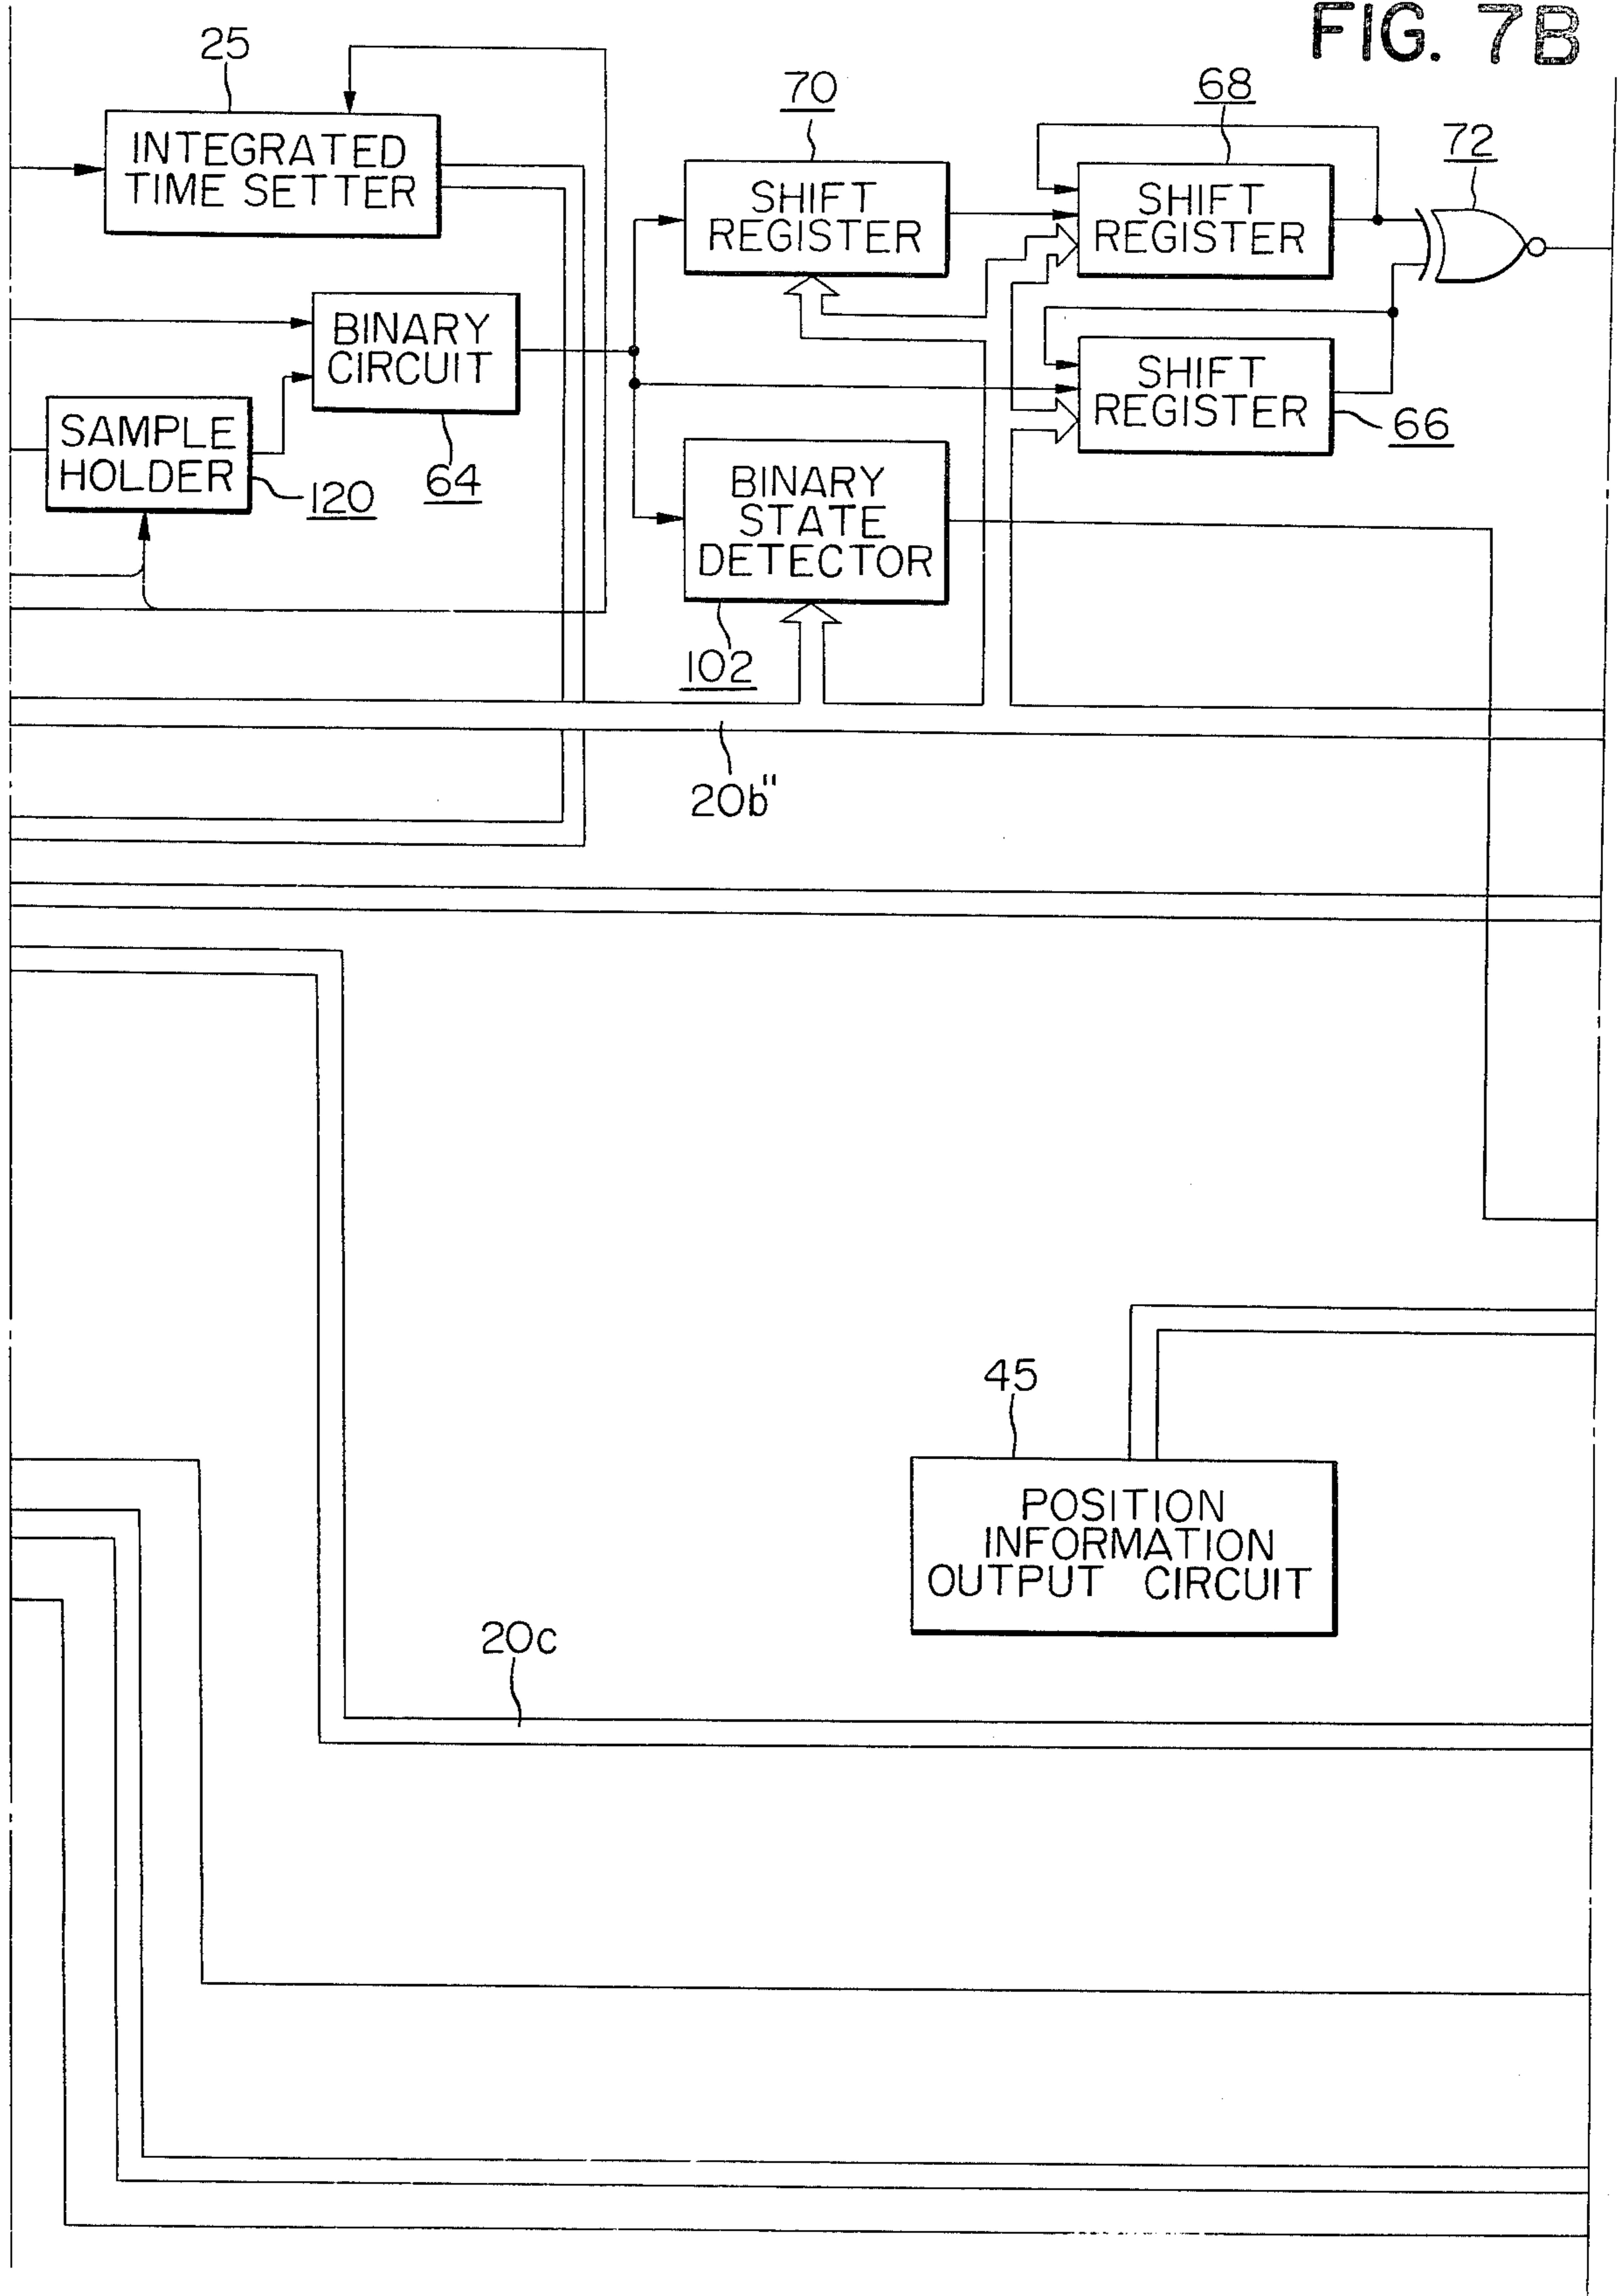 FIG. 7B
25
INTEGRATED
TIME SETTER
70
SHIFT
REGISTER
68
SHIFT
REGISTER
72
BINARY
CIRCUIT
64
SHIFT
REGISTER
66
SAMPLE
HOLDER
120
BINARY
STATE
DETECTOR
102
20b"
45
POSITION
INFORMATION
OUTPUT CIRCUIT
20c